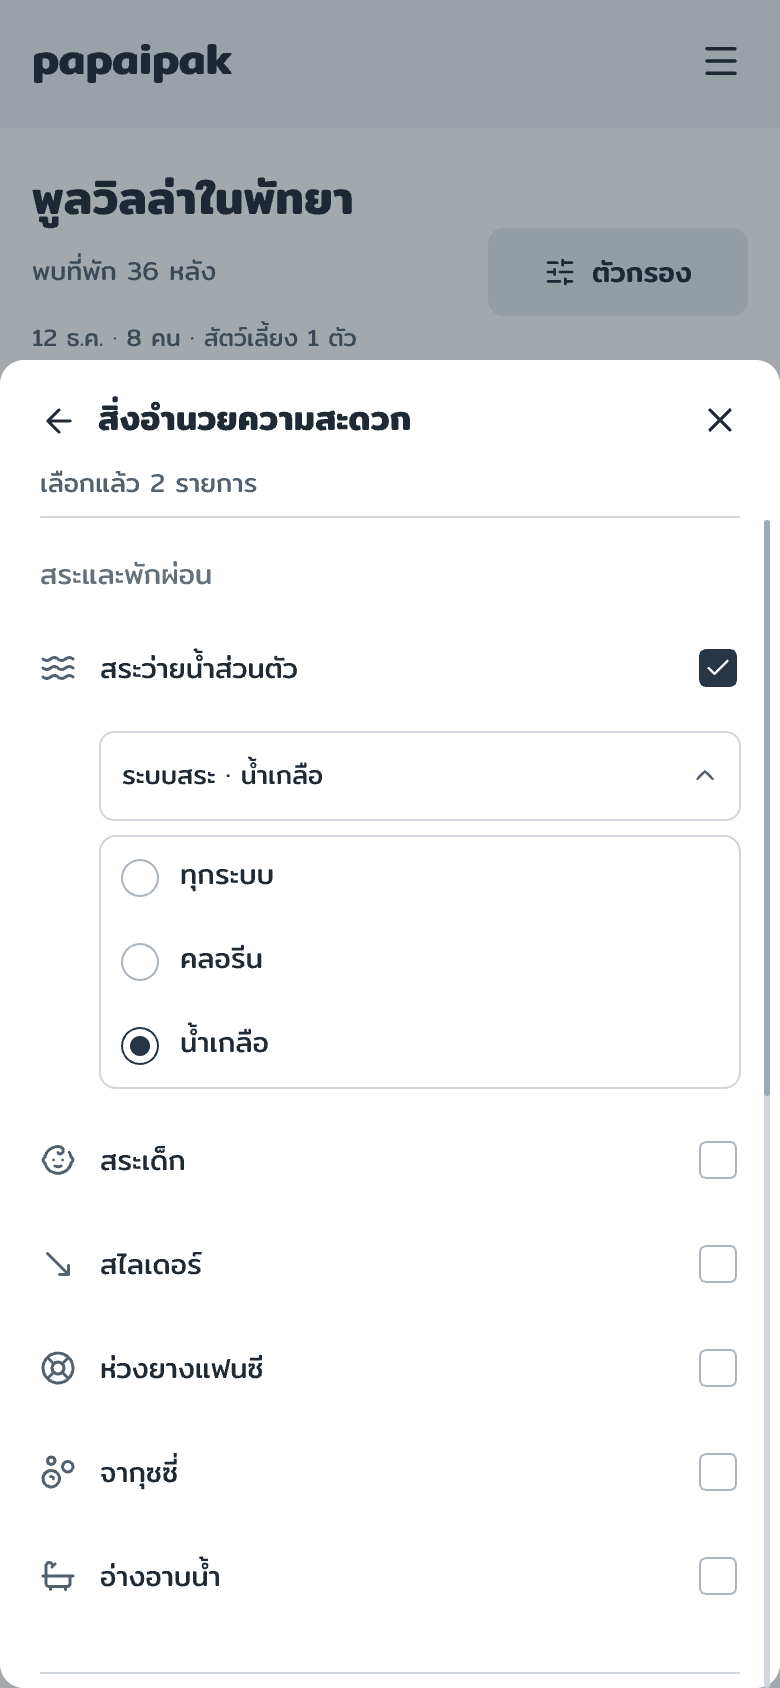 papaipak
พูลวิลล่าในพัทยา
พบที่พัก 36 หลัง
ตัวกรอง
12 ธ.ค. · 8 คน · สัตว์เลี้ยง 1 ตัว
สิ่งอำนวยความสะดวก
เลือกแล้ว 2 รายการ
สระและพักผ่อน
สระว่ายน้ำส่วนตัว
ระบบสระ · น้ำเกลือ
ทุกระบบ
คลอรีน
น้ำเกลือ
สระเด็ก
สไลเดอร์
ห่วงยางแฟนซี
จากุซซี่
อ่างอาบน้ำ